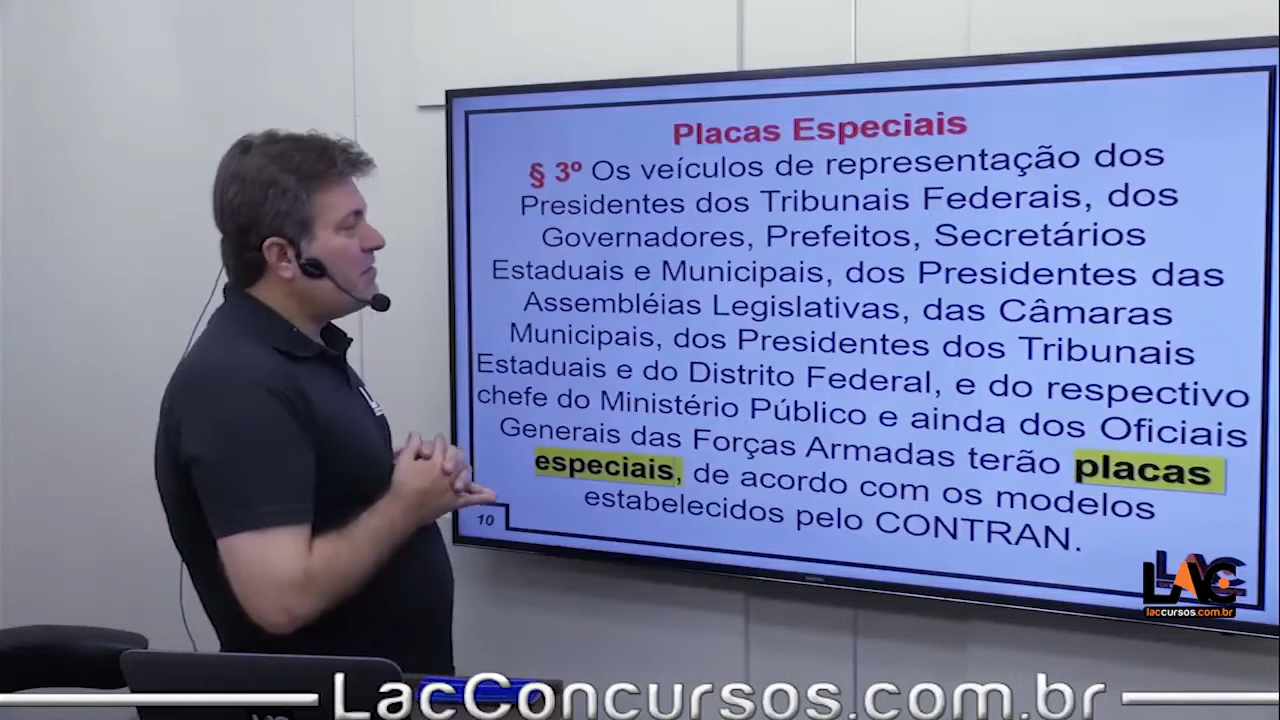 Placas Especiais
§ 3º Os veículos de representação dos
Presidentes dos Tribunais Federais, dos
Governadores, Prefeitos, Secretários
Estaduais e Municipais, dos Presidentes das
Assembléias Legislativas, das Câmaras
Municipais, dos Presidentes dos Tribunais
Estaduais e do Distrito Federal, e do respectivo
chefe do Ministério Público e ainda dos Oficiais
Generais das Forças Armadas terão placas
especiais, de acordo com os modelos
estabelecidos pelo CONTRAN.
10
LAC
laccursos.com.br
LacConcursos.com.br